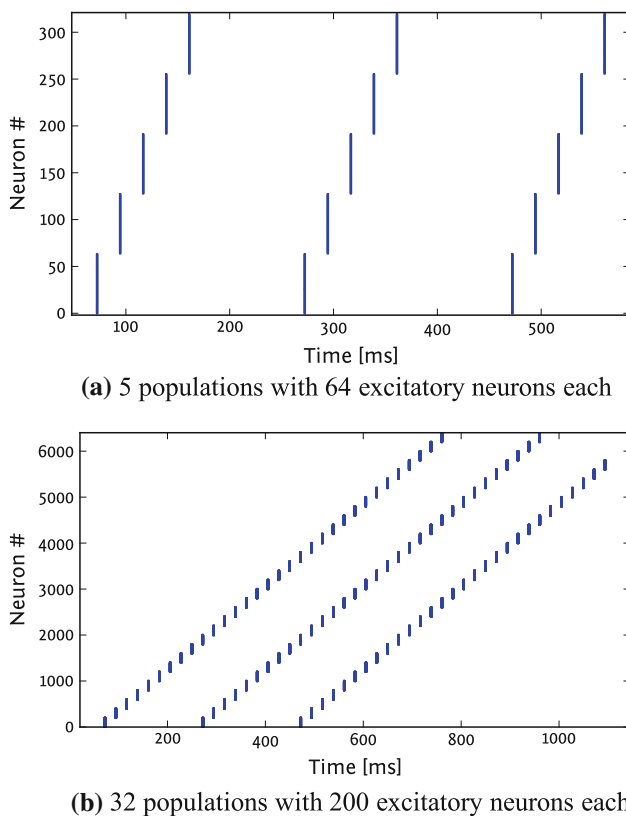 300
250
200
150
100
50
0
Neuron #
100 200 300 400 500
Time [ms]
(a) 5 populations with 64 excitatory neurons each
6000
5000
4000
3000
2000
1000
0
Neuron #
200 400 600 800 1000
Time [ms]
(b) 32 populations with 200 excitatory neurons each